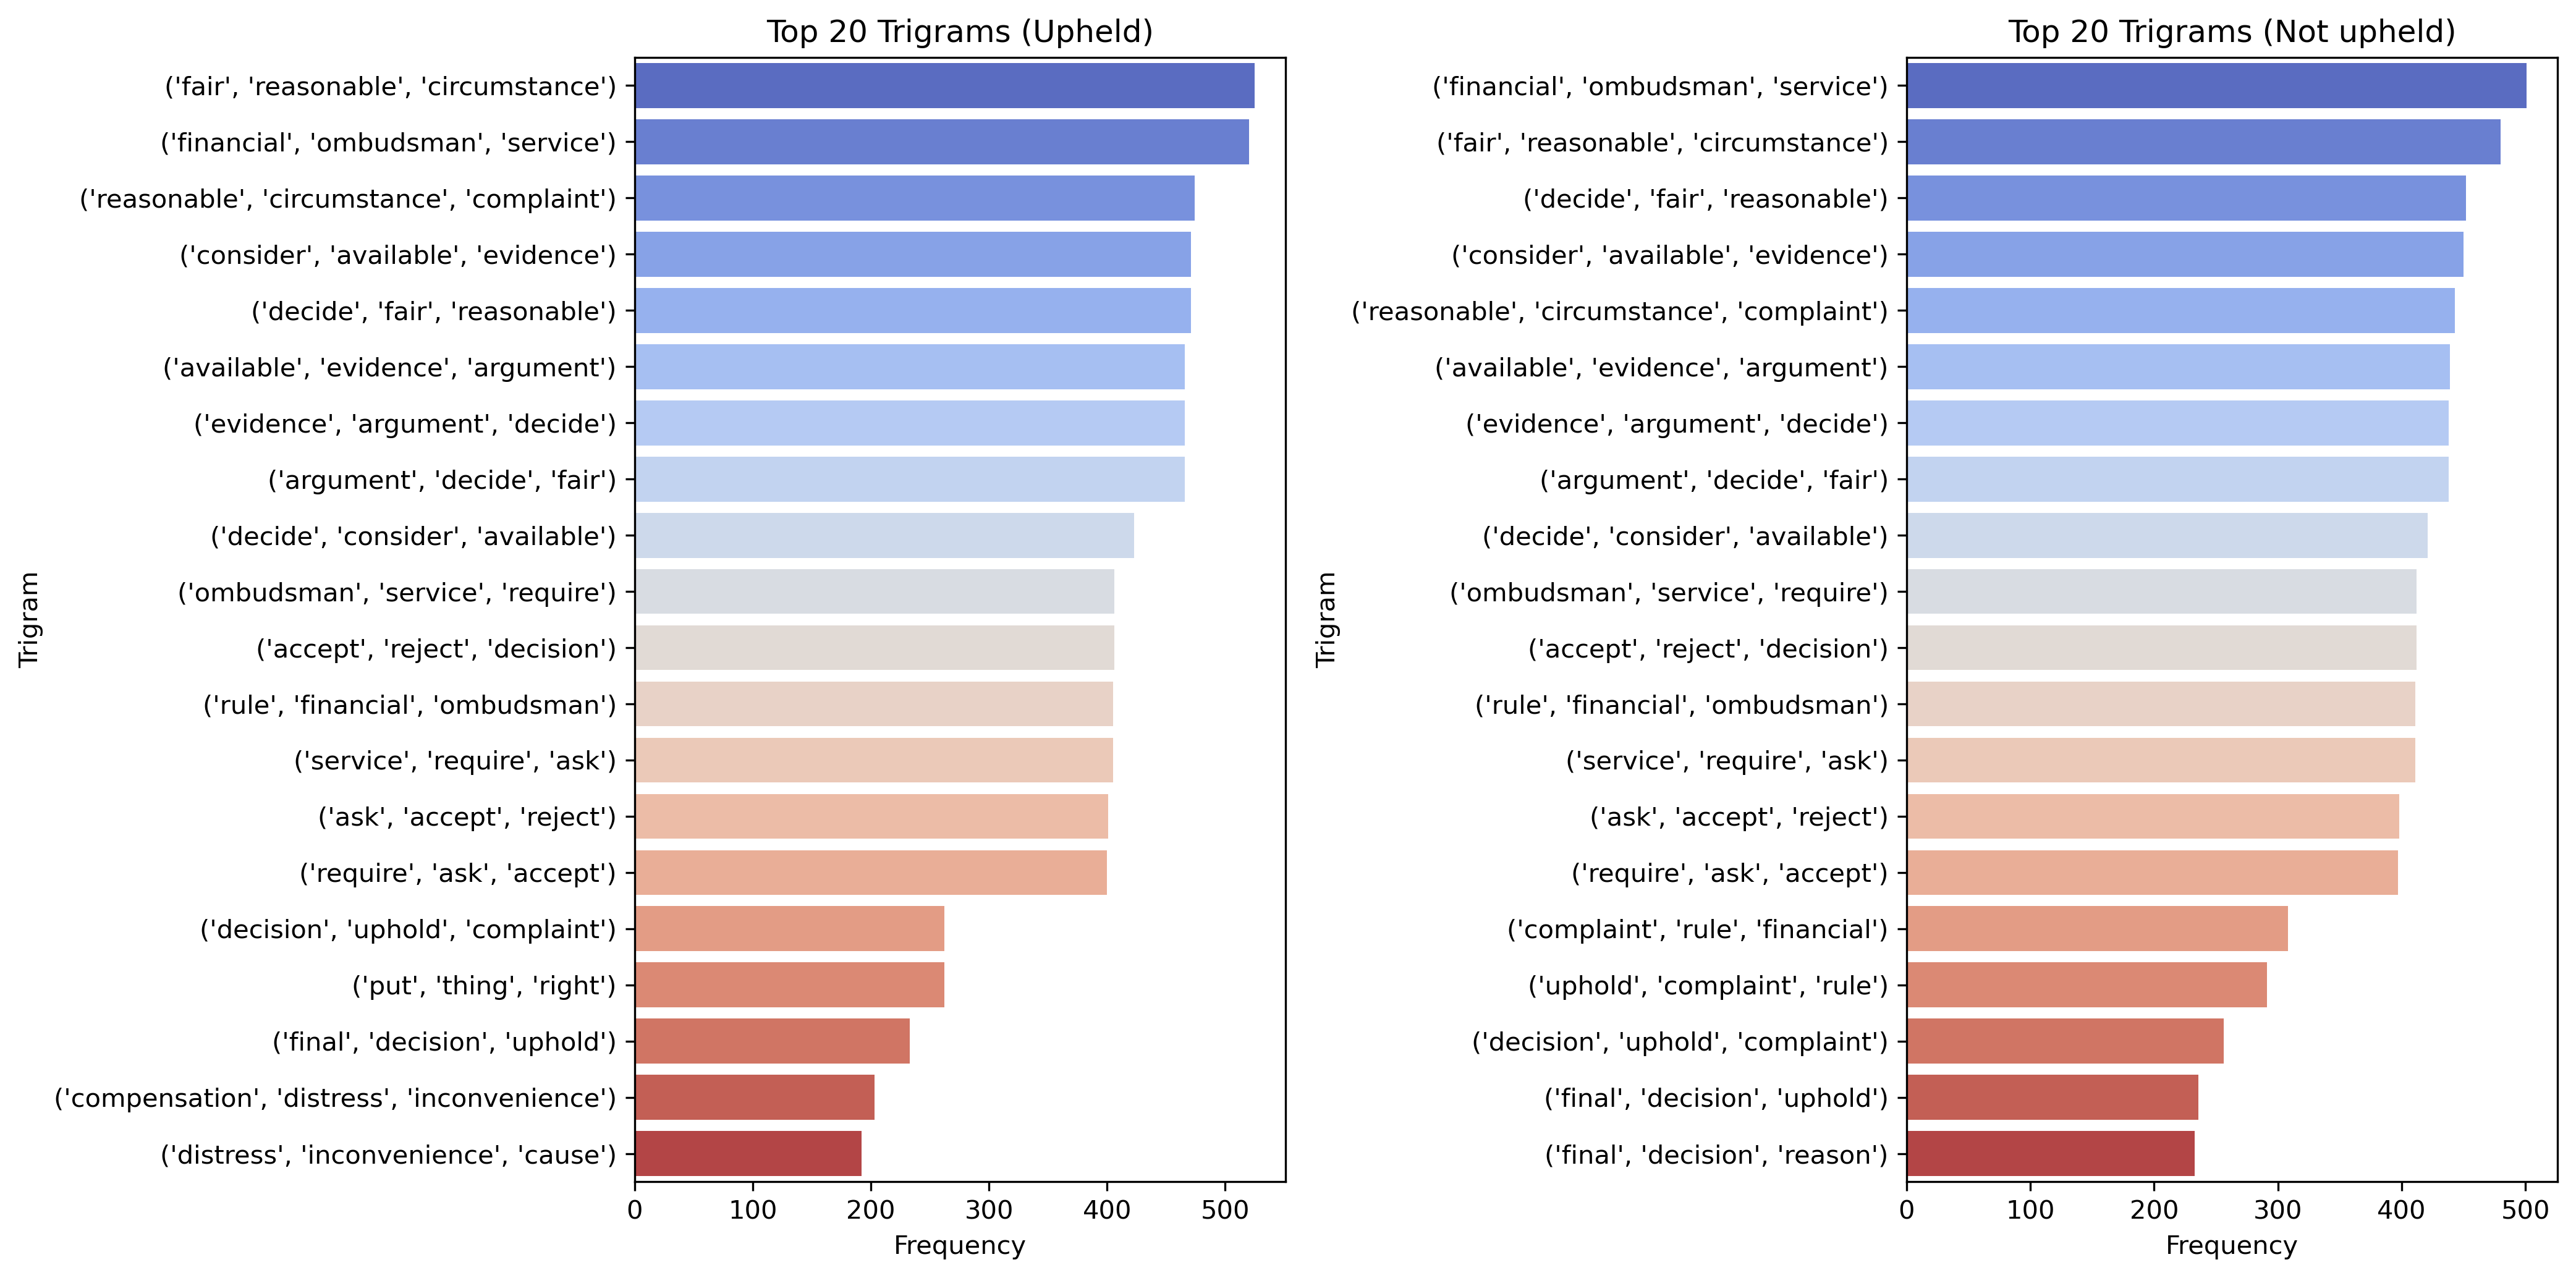 Top 20 Trigrams (Upheld)
('fair', 'reasonable', 'circumstance')
('financial', 'ombudsman', 'service')
('reasonable', 'circumstance', 'complaint')
('consider', 'available', 'evidence')
('decide', 'fair', 'reasonable')
('available', 'evidence', 'argument')
('evidence', 'argument', 'decide')
('argument', 'decide', 'fair')
('decide', 'consider', 'available')
('ombudsman', 'service', 'require')
('accept', 'reject', 'decision')
('rule', 'financial', 'ombudsman')
('service', 'require', 'ask')
('ask', 'accept', 'reject')
('require', 'ask', 'accept')
('decision', 'uphold', 'complaint')
('put', 'thing', 'right')
('final', 'decision', 'uphold')
('compensation', 'distress', 'inconvenience')
('distress', 'inconvenience', 'cause')
Trigram
0 100 200 300 400 500
Frequency
Top 20 Trigrams (Not upheld)
('financial', 'ombudsman', 'service')
('fair', 'reasonable', 'circumstance')
('decide', 'fair', 'reasonable')
('consider', 'available', 'evidence')
('reasonable', 'circumstance', 'complaint')
('available', 'evidence', 'argument')
('evidence', 'argument', 'decide')
('argument', 'decide', 'fair')
('decide', 'consider', 'available')
('ombudsman', 'service', 'require')
('accept', 'reject', 'decision')
('rule', 'financial', 'ombudsman')
('service', 'require', 'ask')
('ask', 'accept', 'reject')
('require', 'ask', 'accept')
('complaint', 'rule', 'financial')
('uphold', 'complaint', 'rule')
('decision', 'uphold', 'complaint')
('final', 'decision', 'uphold')
('final', 'decision', 'reason')
Trigram
0 100 200 300 400 500
Frequency